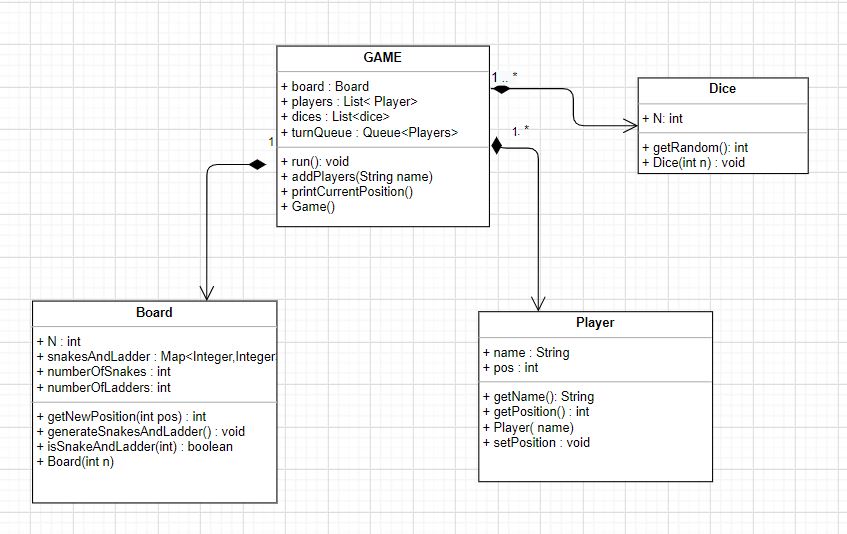 GAME
+ board : Board
+ players : List< Player>
+ dices : List<dice>
+ turnQueue : Queue<Players>
+ run(): void
+ addPlayers(String name)
+ printCurrentPosition()
+ Game()
1 .. *
1. *
1
Dice
+ N: int
+ getRandom(): int
+ Dice(int n) : void
Board
+ N : int
+ snakesAndLadder : Map<Integer,Integer
+ numberOfSnakes : int
+ numberOfLadders: int
+ getNewPosition(int pos) : int
+ generateSnakesAndLadder() : void
+ isSnakeAndLadder(int) : boolean
+ Board(int n)
Player
+ name : String
+ pos : int
+ getName(): String
+ getPosition() : int
+ Player( name)
+ setPosition : void